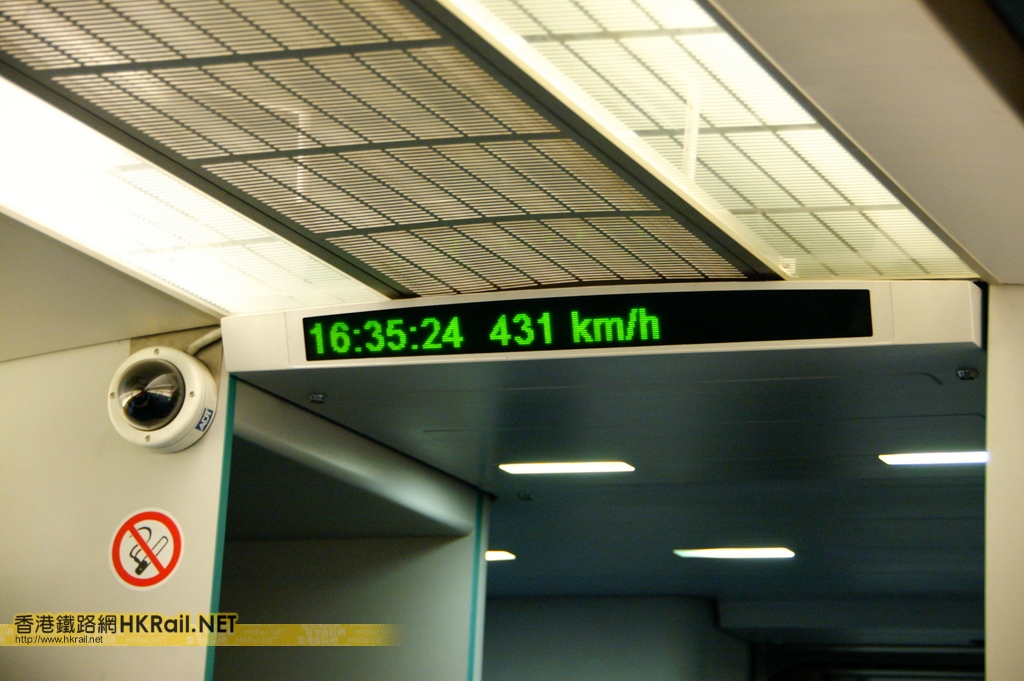 16:35:24 431 km/h
ADT
香港鐵路網HKRail.NET
http://www.hkrail.net